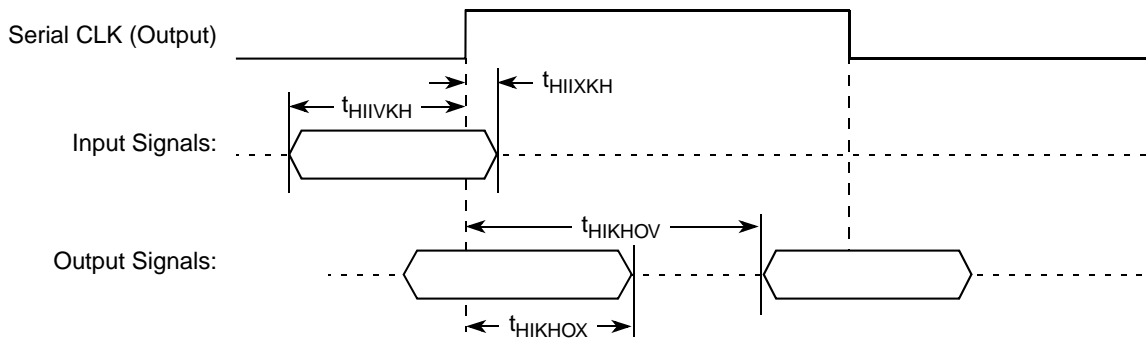 Serial CLK (Output)
tHIIXKH
tHIIVKH
Input Signals:
tHIKHOV
Output Signals:
tHIKHOX